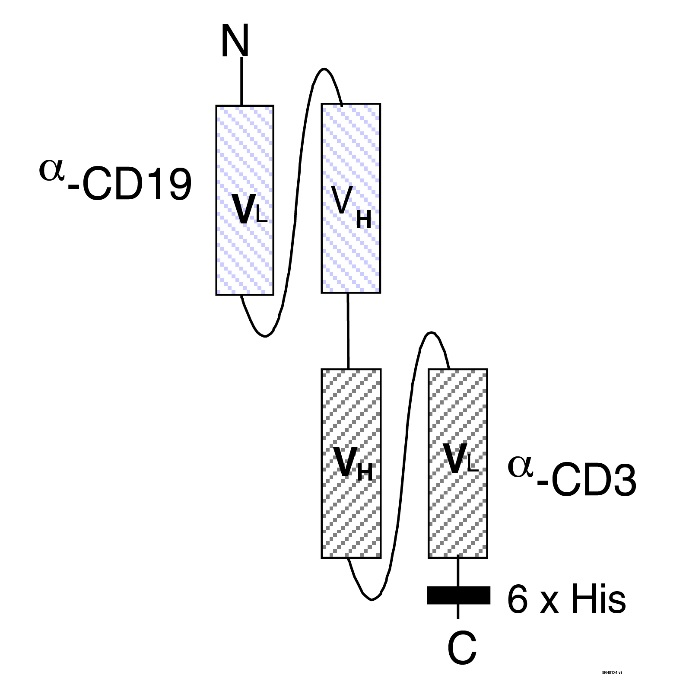 N
α-CD19
VL
VH
VH
VL
α-CD3
6 x His
C